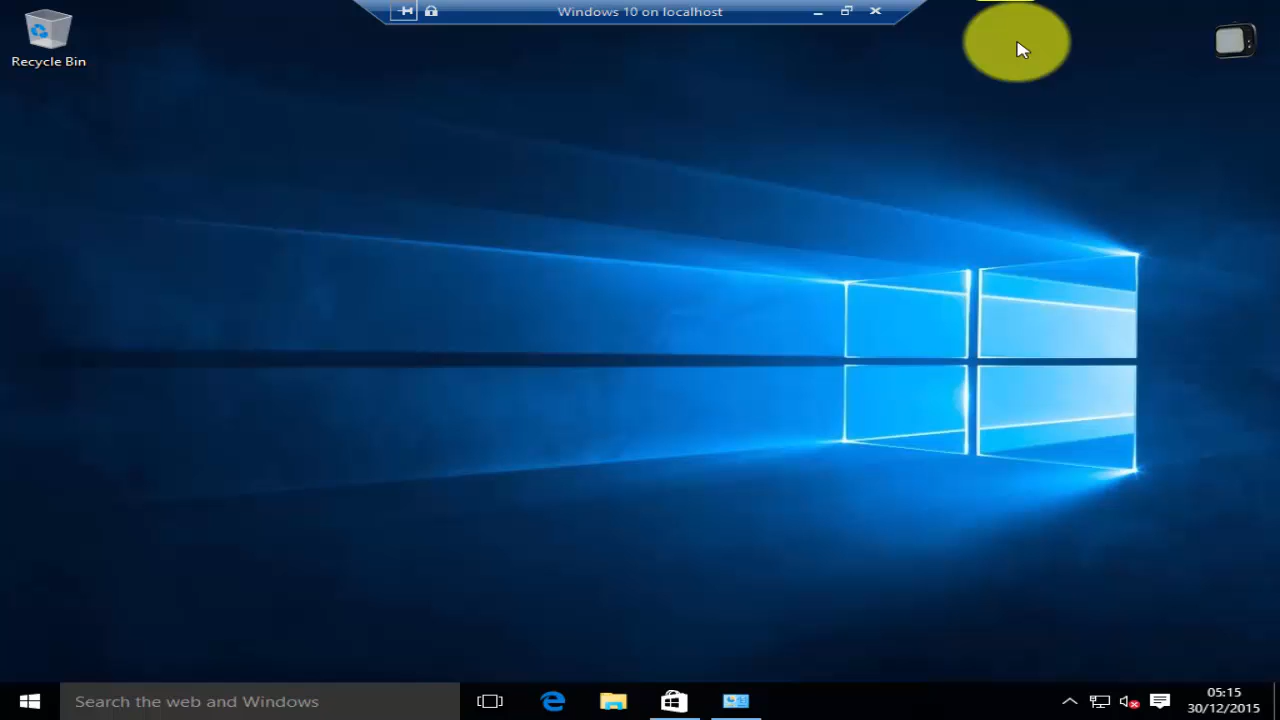 Windows 10 on localhost
Recycle Bin
Search the web and Windows
05:15
30/12/2015